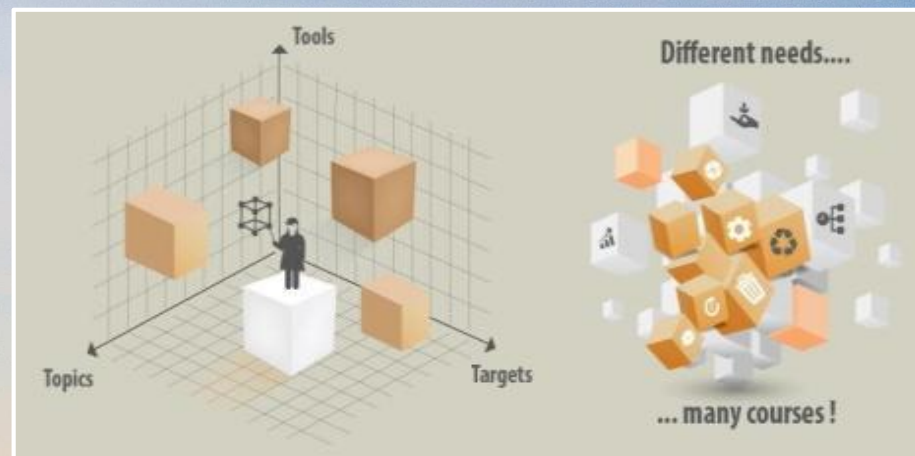 Tools
Topics
Targets
Different needs....
... many courses !